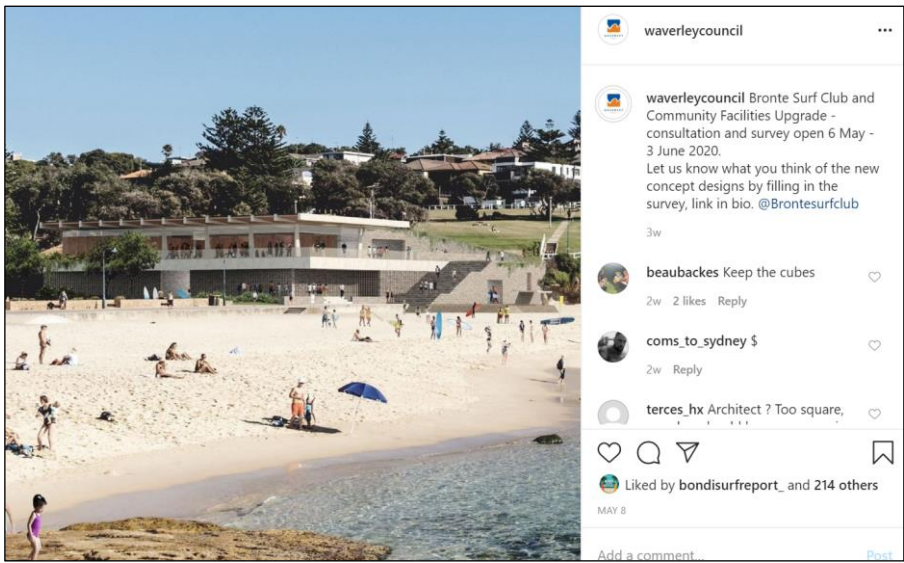 waverleycouncil
waverleycouncil Bronte Surf Club and
Community Facilities Upgrade -
consultation and survey open 6 May -
3 June 2020.
Let us know what you think of the new
concept designs by filling in the
survey, link in bio. @Brontesurfclub
3w
beaubackes Keep the cubes
2w 2 likes Reply
coms_to_sydney $
2w Reply
terces_hx Architect ? Too square,
Liked by bondisurfreport_ and 214 others
MAY 8
Add a comment...
Post